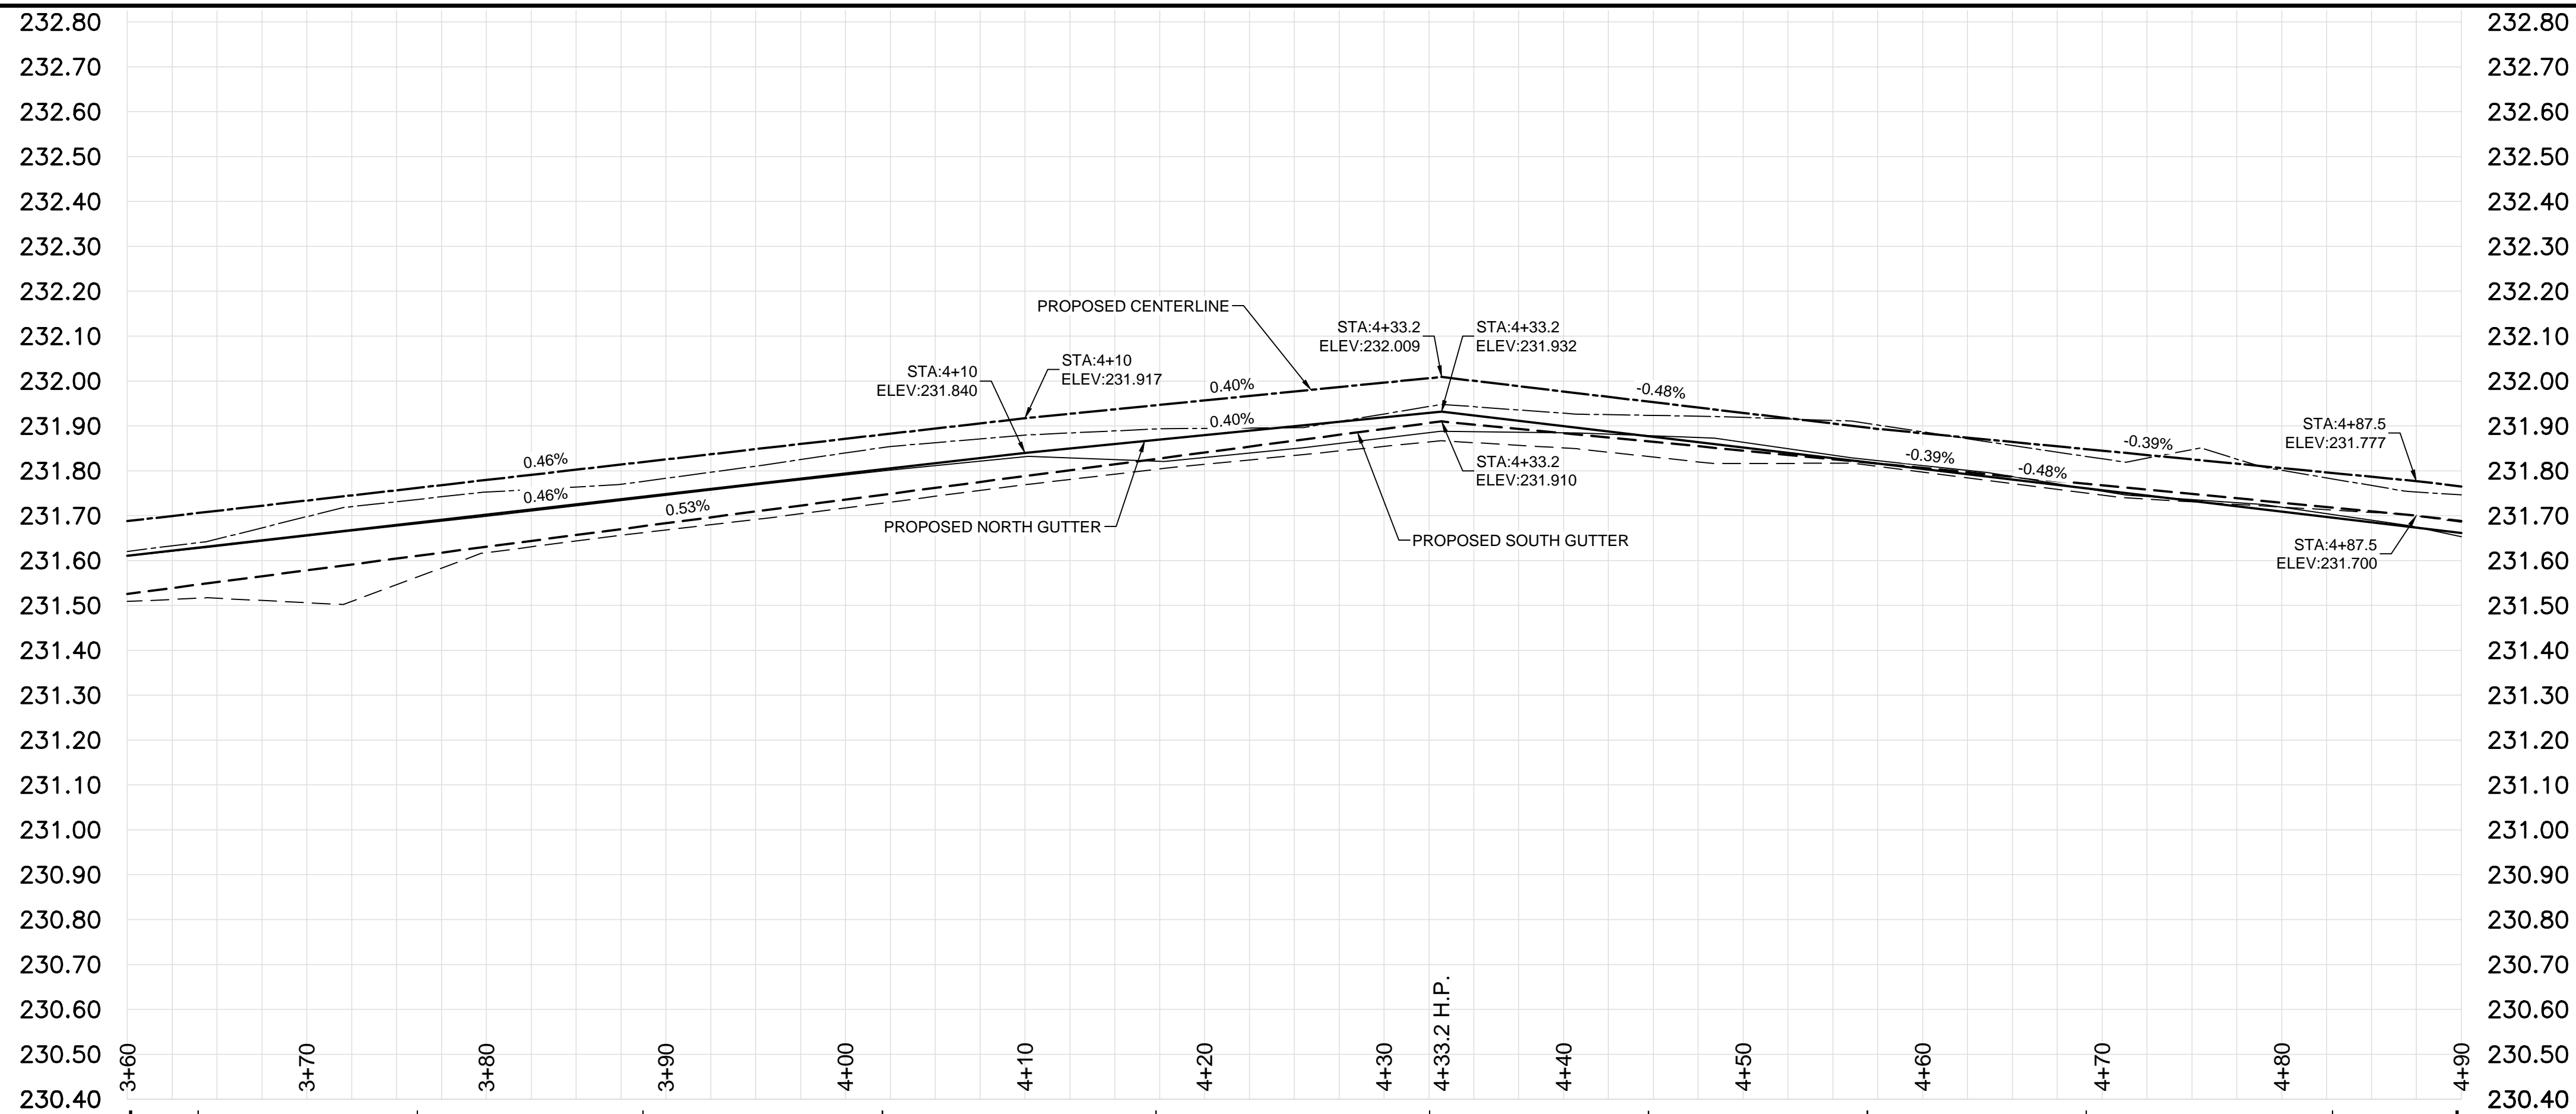 232.80 232.80
232.70 232.70
232.60 232.60
232.50 232.50
232.40 232.40
232.30 232.30
232.20 232.20
PROPOSED CENTERLINE
232.10 232.10
STA:4+33.2
ELEV:232.009
STA:4+33.2
ELEV:231.932
STA:4+10
ELEV:231.840
STA:4+10
ELEV:231.917
232.00 232.00
0.40%
-0.48%
231.90 231.90
0.40%
STA:4+87.5
ELEV:231.777
-0.39%
0.46%
-0.39%
231.80 231.80
STA:4+33.2
ELEV:231.910
-0.48%
0.46%
0.53%
231.70 231.70
PROPOSED NORTH GUTTER
PROPOSED SOUTH GUTTER
STA:4+87.5
ELEV:231.700
231.60 231.60
231.50 231.50
231.40 231.40
231.30 231.30
231.20 231.20
231.10 231.10
231.00 231.00
230.90 230.90
230.80 230.80
230.70 230.70
230.60 230.60
230.50 230.50
230.40 230.40
3+60
3+70
3+80
3+90
4+00
4+10
4+20
4+30
4+33.2 H.P.
4+40
4+50
4+60
4+70
4+80
4+90